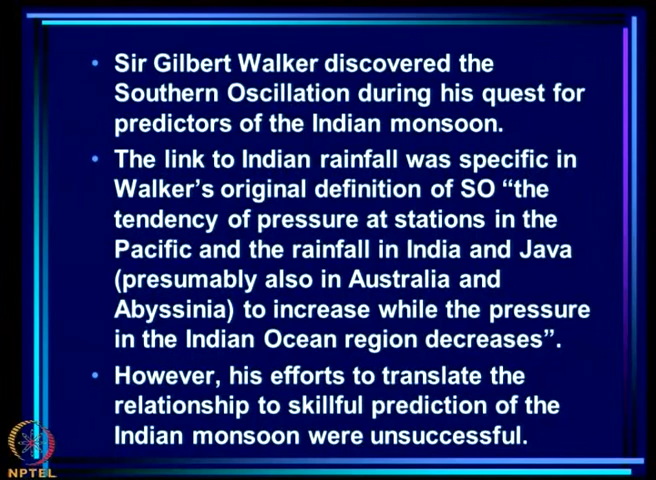 • Sir Gilbert Walker discovered the
Southern Oscillation during his quest for
predictors of the Indian monsoon.
• The link to Indian rainfall was specific in
Walker's original definition of SO “the
tendency of pressure at stations in the
Pacific and the rainfall in India and Java
(presumably also in Australia and
Abyssinia) to increase while the pressure
in the Indian Ocean region decreases”.
• However, his efforts to translate the
relationship to skillful prediction of the
Indian monsoon were unsuccessful.
NPTEL